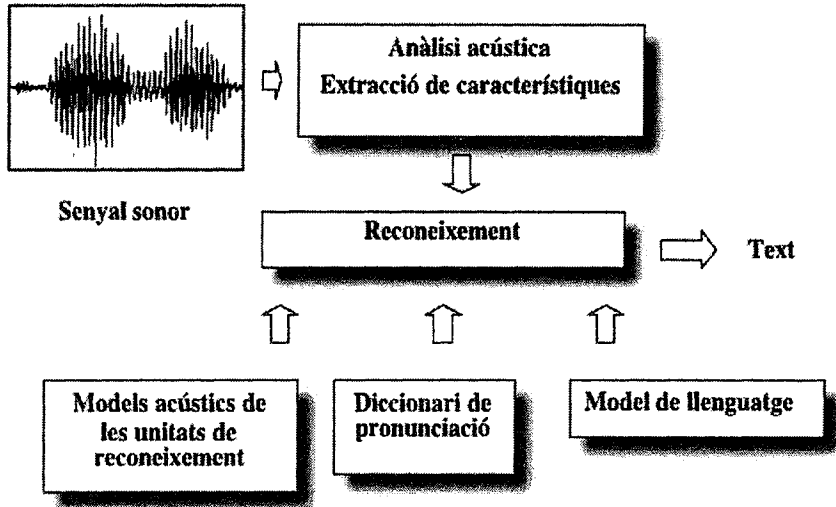 Anàlisi acústica
Extracció de característiques
Senyal sonor
Reconeixement
Text
Models acústics de
les unitats de
reconeixement
Diccionari de
pronunciació
Model de llenguatge